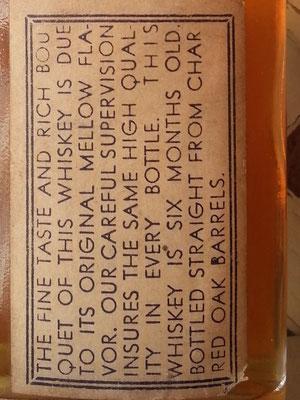 THE FINE TASTE AND RICH BOU
QUET OF THIS WHISKEY IS DUE
TO ITS ORIGINAL MELLOW FLA-
VOR. OUR CAREFUL SUPERVISION
INSURES THE SAME HIGH QUAL-
ITY IN EVERY BOTTLE. THIS
WHISKEY IS SIX MONTHS OLD.
BOTTLED STRAIGHT FROM CHAR
RED OAK BARRELS.